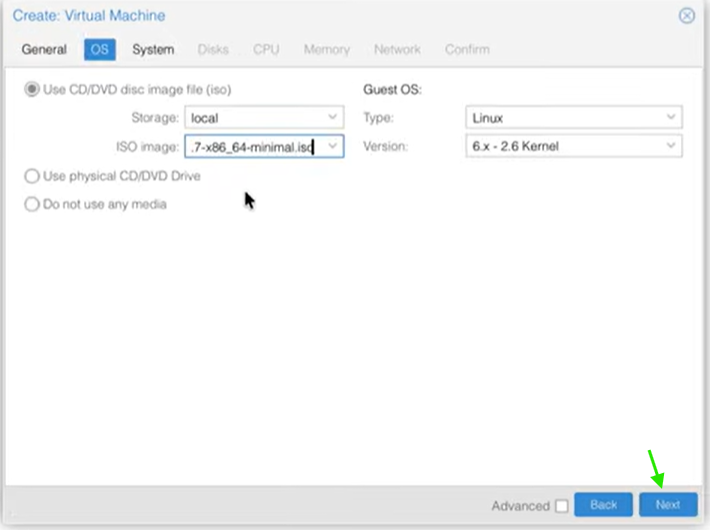 Create: Virtual Machine
General OS System Disks CPU Memory Network Confirm
Use CD/DVD disc image file (iso) Guest OS:
Storage: local Type: Linux
ISO image: .7-x86_64-minimal.iso Version: 6.x - 2.6 Kernel
Use physical CD/DVD Drive
Do not use any media
Advanced Back Next